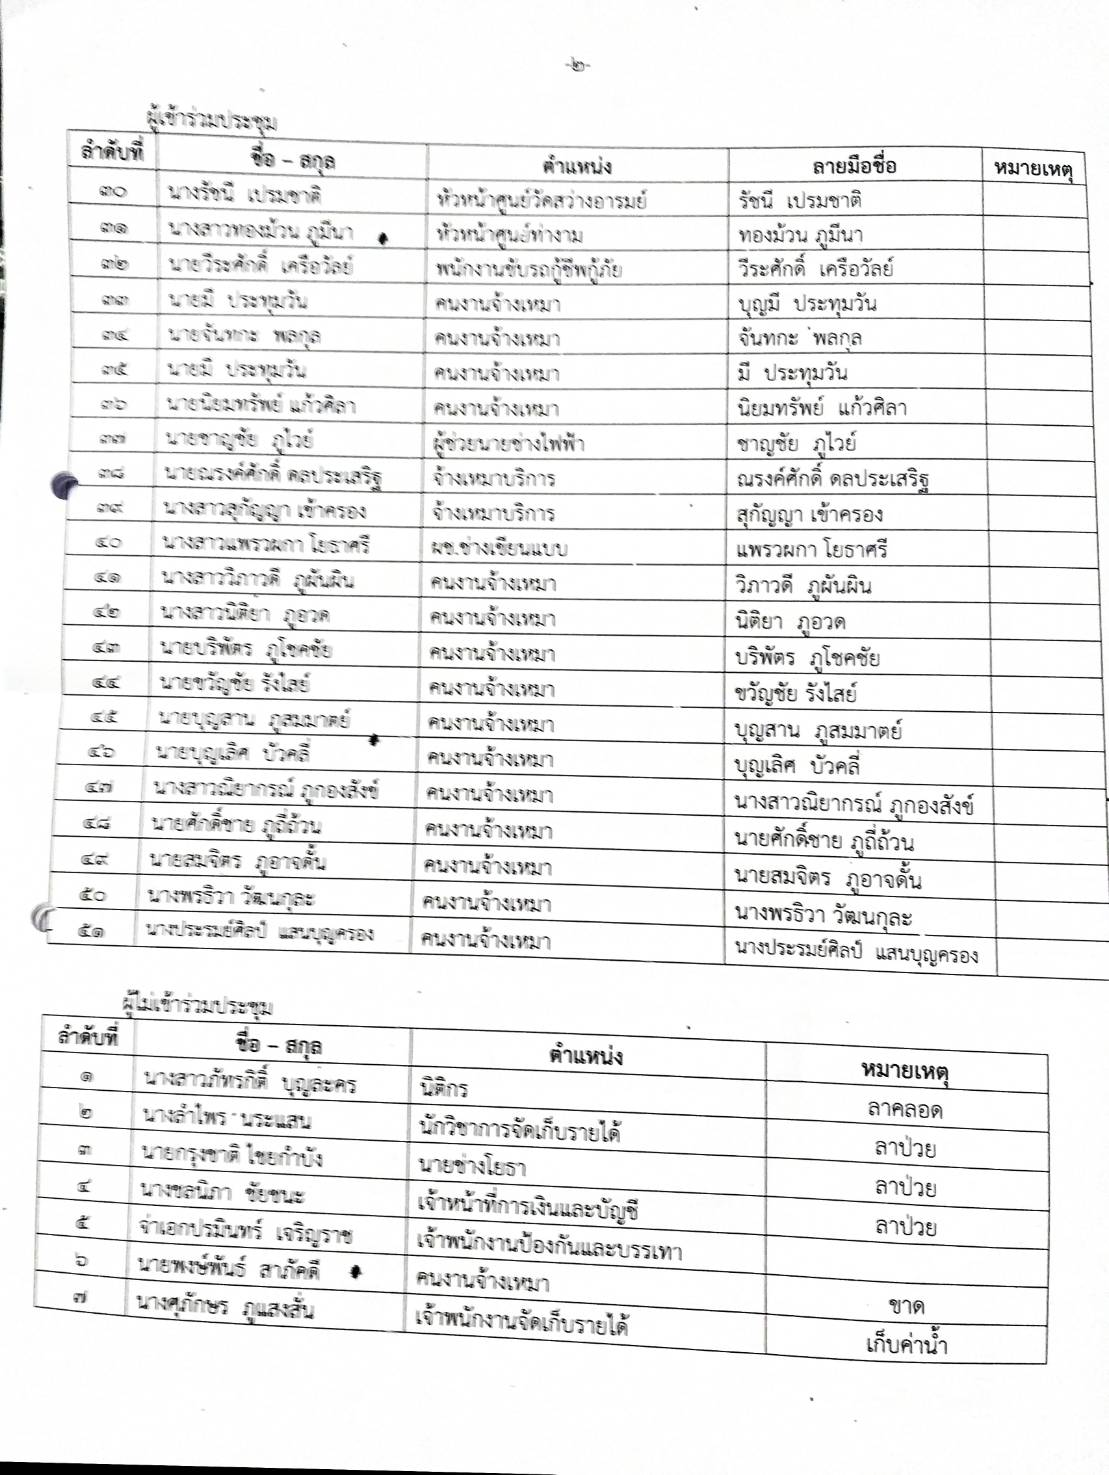 -๒-
ผู้เข้าร่วมประชุม
ลำดับที่ ชื่อ – สกุล ตำแหน่ง ลายมือชื่อ หมายเหตุ
๓๐ นางรัชนี เปรมชาติ หัวหน้าศูนย์วัดสว่างอารมย์ รัชนี เปรมชาติ
๓๑ นางสาวทองม้วน ภูมีนา หัวหน้าศูนย์ท่างาม ทองม้วน ภูมีนา
๓๒ นายวีระศักดิ์ เครือวัลย์ พนักงานขับรถกู้ชีพกู้ภัย วีระศักดิ์ เครือวัลย์
๓๓ นายมี ประทุมวัน คนงานจ้างเหมา บุญมี ประทุมวัน
๓๔ นายจันทกะ พลกุล คนงานจ้างเหมา จันทกะ พลกุล
๓๕ นายมี ประทุมวัน คนงานจ้างเหมา มี ประทุมวัน
๓๖ นายนิยมทรัพย์ แก้วศิลา คนงานจ้างเหมา นิยมทรัพย์ แก้วศิลา
๓๗ นายชาญชัย ภูไวย์ ผู้ช่วยนายช่างไฟฟ้า ชาญชัย ภูไวย์
๓๘ นายณรงค์ศักดิ์ ดลประเสริฐ จ้างเหมาบริการ ณรงค์ศักดิ์ ดลประเสริฐ
๓๙ นางสาวสุกัญญา เข้าครอง จ้างเหมาบริการ สุกัญญา เข้าครอง
๔๐ นางสาวแพรวผกา โยธาศรี ผช.ช่างเขียนแบบ แพรวผกา โยธาศรี
๔๑ นางสาววิภาวดี ภูผันผิน คนงานจ้างเหมา วิภาวดี ภูผันผิน
๔๒ นางสาวนิติยา ภูอวด คนงานจ้างเหมา นิติยา ภูอวด
๔๓ นายบริพัตร ภูโชคชัย คนงานจ้างเหมา บริพัตร ภูโชคชัย
๔๔ นายขวัญชัย รังไสย์ คนงานจ้างเหมา ขวัญชัย รังไสย์
๔๕ นายบุญสาน ภูสมมาตย์ คนงานจ้างเหมา บุญสาน ภูสมมาตย์
๔๖ นายบุญเลิศ บัวคลี่ คนงานจ้างเหมา บุญเลิศ บัวคลี่
๔๗ นางสาวณิยากรณ์ ภูกองสังข์ คนงานจ้างเหมา นางสาวณิยากรณ์ ภูกองสังข์
๔๘ นายศักดิ์ชาย ภูถี่ถ้วน คนงานจ้างเหมา นายศักดิ์ชาย ภูถี่ถ้วน
๔๙ นายสมจิตร ภูอาจดั้น คนงานจ้างเหมา นายสมจิตร ภูอาจดั้น
๕๐ นางพรธิวา วัฒนกุละ คนงานจ้างเหมา นางพรธิวา วัฒนกุละ
๕๑ นางประรมย์ศิลป์ แสนบุญครอง คนงานจ้างเหมา นางประรมย์ศิลป์ แสนบุญครอง
ผู้ไม่เข้าร่วมประชุม
ลำดับที่ ชื่อ – สกุล ตำแหน่ง หมายเหตุ
๑ นางสาวภัทรกิติ์ บุญละคร นิติกร ลาคลอด
๒ นางลำไพร นระแสน นักวิชาการจัดเก็บรายได้ ลาป่วย
๓ นายกรุงชาติ ไชยกำบัง นายช่างโยธา ลาป่วย
๔ นางชลนิภา ชัยชนะ เจ้าหน้าที่การเงินและบัญชี ลาป่วย
๕ จ่าเอกปรมินทร์ เจริญราช เจ้าพนักงานป้องกันและบรรเทา
๖ นายพงษ์พันธ์ สาภัคดี คนงานจ้างเหมา ขาด
๗ นางศุภักษร ภูแสงสั่น เจ้าพนักงานจัดเก็บรายได้ เก็บค่าน้ำ